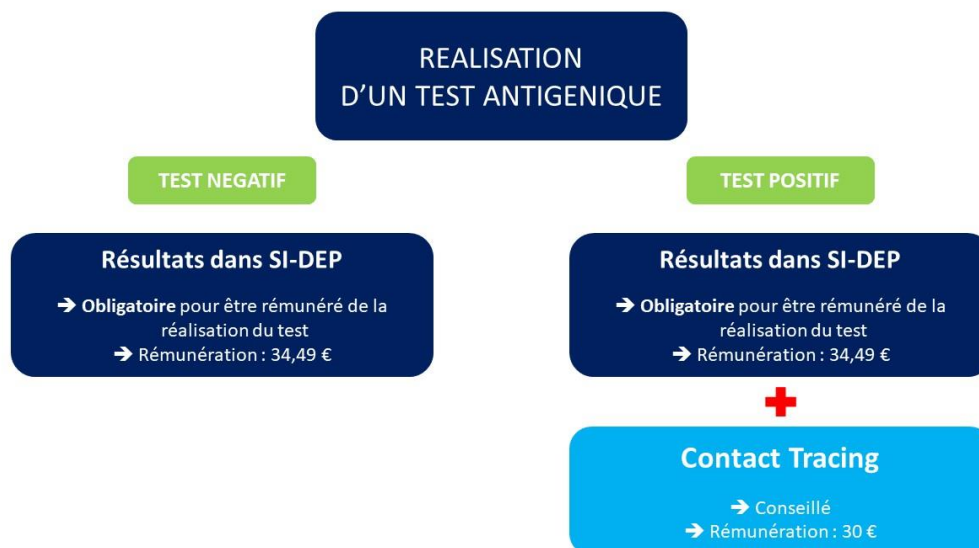 REALISATION
D'UN TEST ANTIGENIQUE
TEST NEGATIF
Résultats dans SI-DEP
➔ Obligatoire pour être rémunéré de la
réalisation du test
➔ Rémunération : 34,49 €
TEST POSITIF
Résultats dans SI-DEP
➔ Obligatoire pour être rémunéré de la
réalisation du test
➔ Rémunération : 34,49 €
Contact Tracing
➔ Conseillé
➔ Rémunération : 30 €